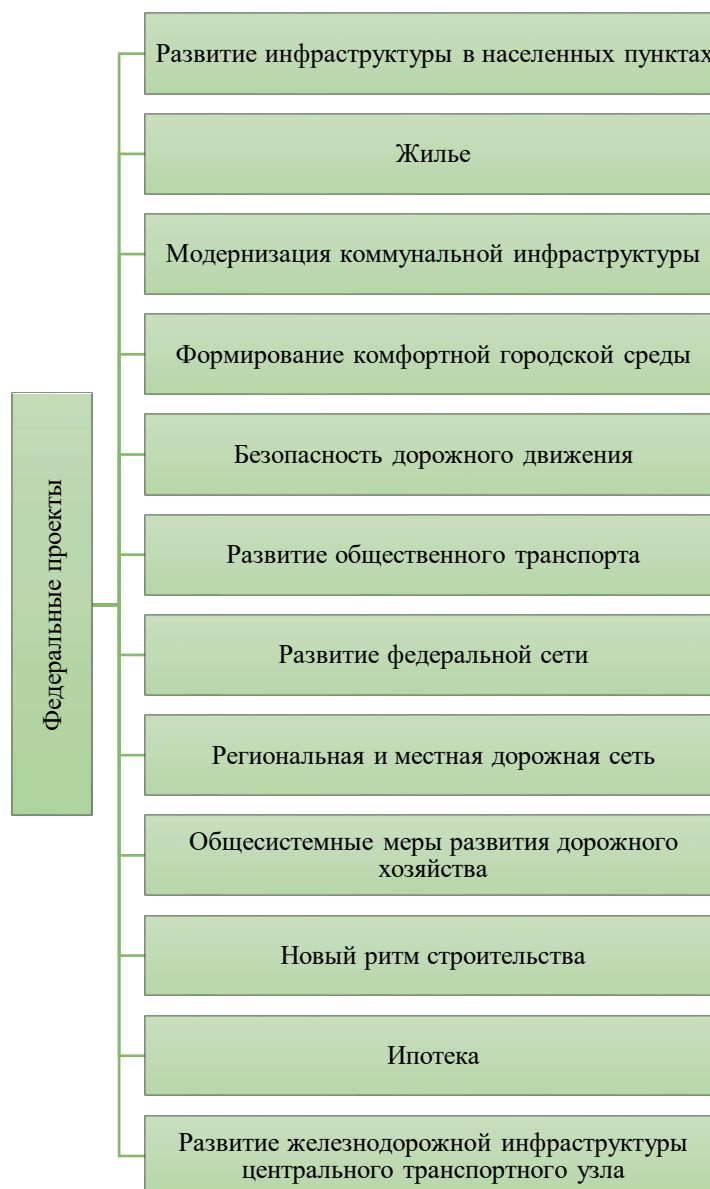 Федеральные проекты
Развитие инфраструктуры в населенных пунктах
Жилье
Модернизация коммунальной инфраструктуры
Формирование комфортной городской среды
Безопасность дорожного движения
Развитие общественного транспорта
Развитие федеральной сети
Региональная и местная дорожная сеть
Общесистемные меры развития дорожного
хозяйства
Новый ритм строительства
Ипотека
Развитие железнодорожной инфраструктуры
центрального транспортного узла